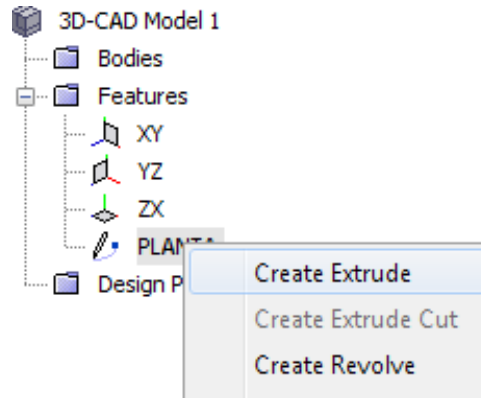 3D-CAD Model 1
Bodies
Features
XY
YZ
ZX
PLANTA
Create Extrude
Design P
Create Extrude Cut
Create Revolve